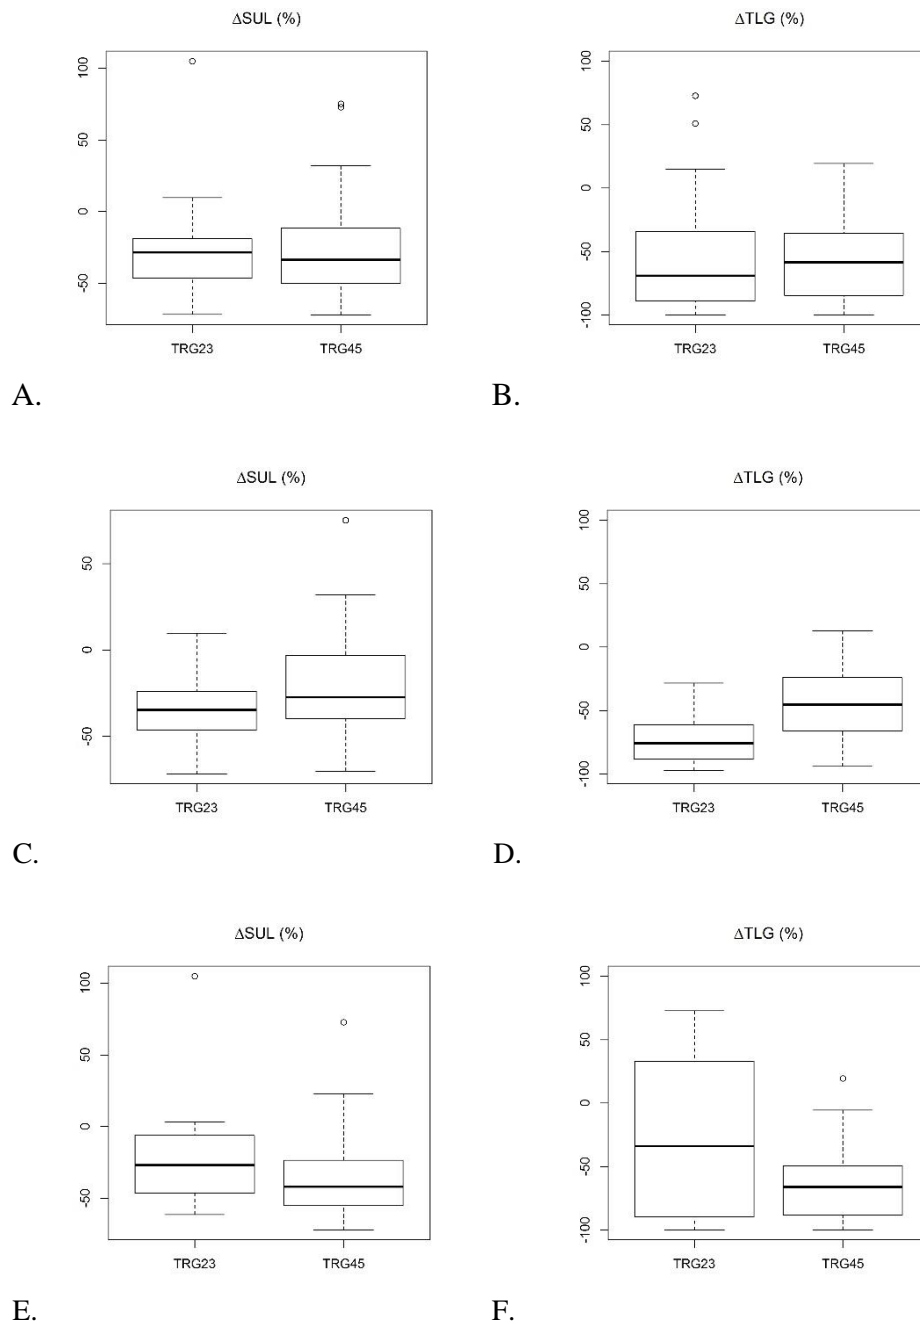 ΔSUL (%)
100
50
0
-50
TRG23 TRG45
A.
ΔTLG (%)
100
50
0
-50
-100
TRG23 TRG45
B.
ΔSUL (%)
50
0
-50
TRG23 TRG45
C.
ΔTLG (%)
100
50
0
-50
-100
TRG23 TRG45
D.
ΔSUL (%)
100
50
0
-50
TRG23 TRG45
E.
ΔTLG (%)
100
50
0
-50
-100
TRG23 TRG45
F.